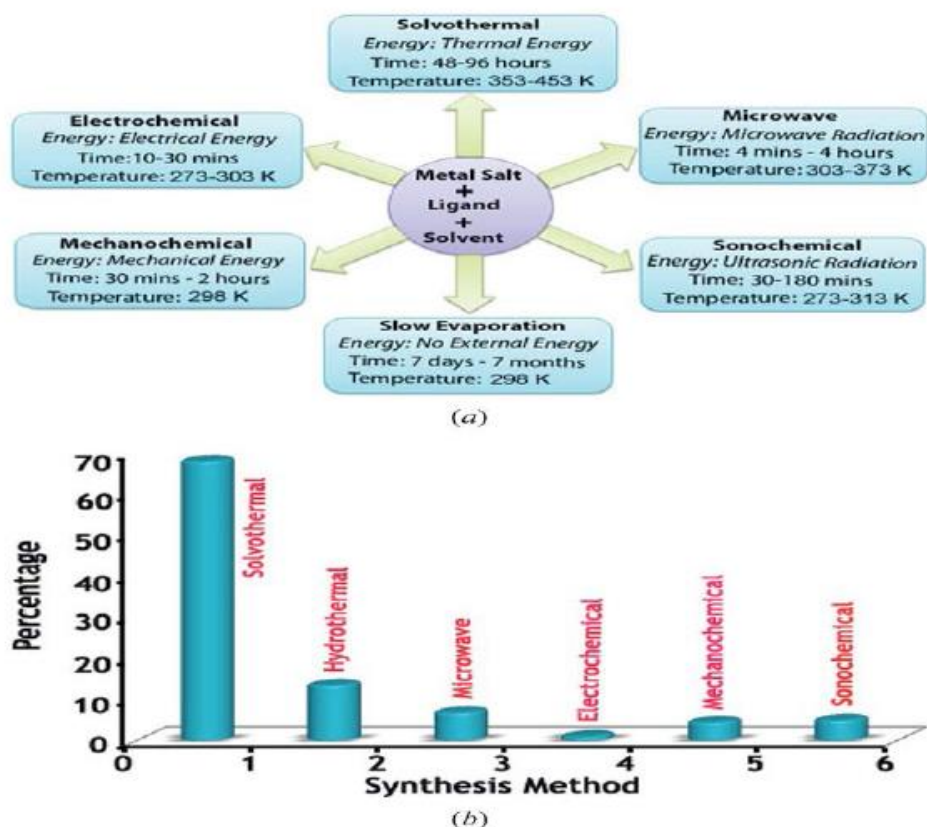 Solvothermal
Energy: Thermal Energy
Time: 48-96 hours
Temperature: 353-453 K
Electrochemical
Energy: Electrical Energy
Time:10-30 mins
Temperature: 273-303 K
Microwave
Energy: Microwave Radiation
Time: 4 mins - 4 hours
Temperature: 303-373 K
Metal Salt
+
Ligand
+
Solvent
Mechanochemical
Energy: Mechanical Energy
Time: 30 mins - 2 hours
Temperature: 298 K
Sonochemical
Energy: Ultrasonic Radiation
Time: 30-180 mins
Temperature: 273-313 K
Slow Evaporation
Energy: No External Energy
Time: 7 days - 7 months
Temperature: 298 K
(a)
Percentage
70
60
50
40
30
20
10
0
Solvothermal
Hydrothermal
Microwave
Electrochemical
Mechanochemical
Sonochemical
0 1 2 3 4 5 6
Synthesis Method
(b)